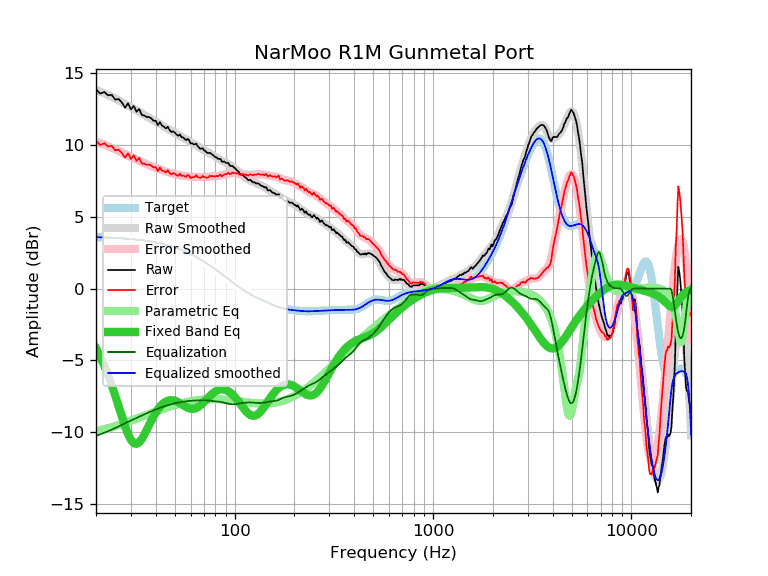 NarMoo R1M Gunmetal Port
15
10
5
0
−5
−10
−15
Amplitude (dBr)
Target
Raw Smoothed
Error Smoothed
Raw
Error
Parametric Eq
Fixed Band Eq
Equalization
Equalized smoothed
100
1000
10000
Frequency (Hz)